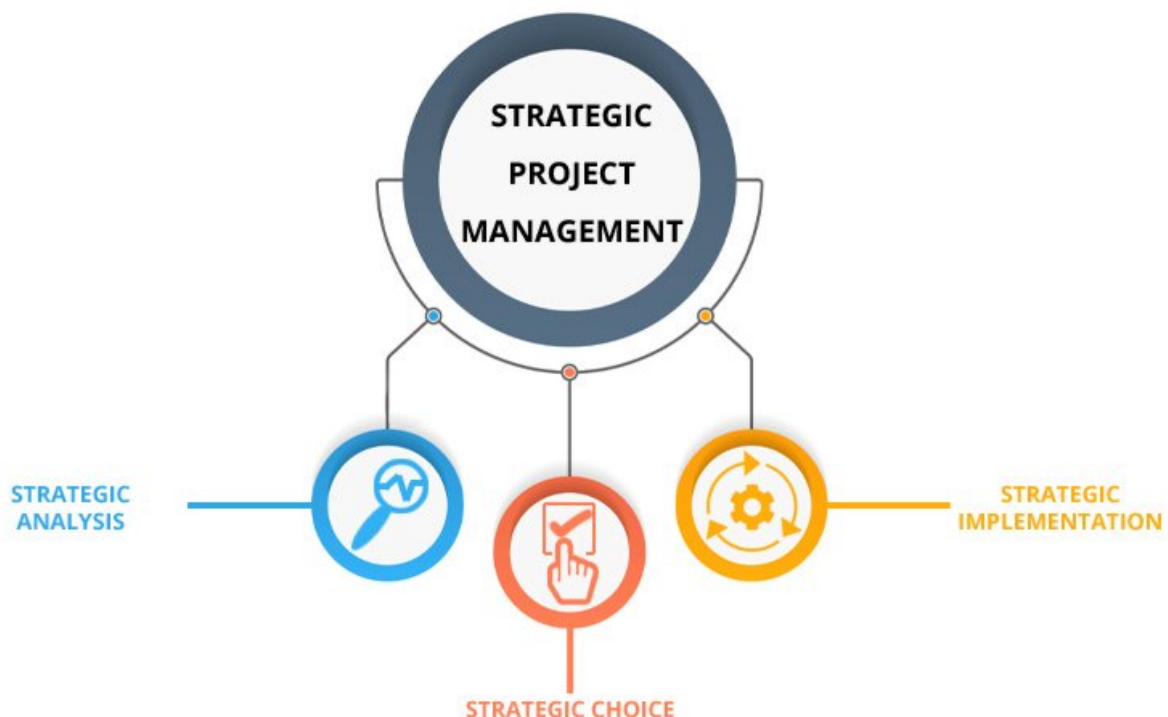 STRATEGIC
PROJECT
MANAGEMENT
STRATEGIC
ANALYSIS
STRATEGIC CHOICE
STRATEGIC
IMPLEMENTATION